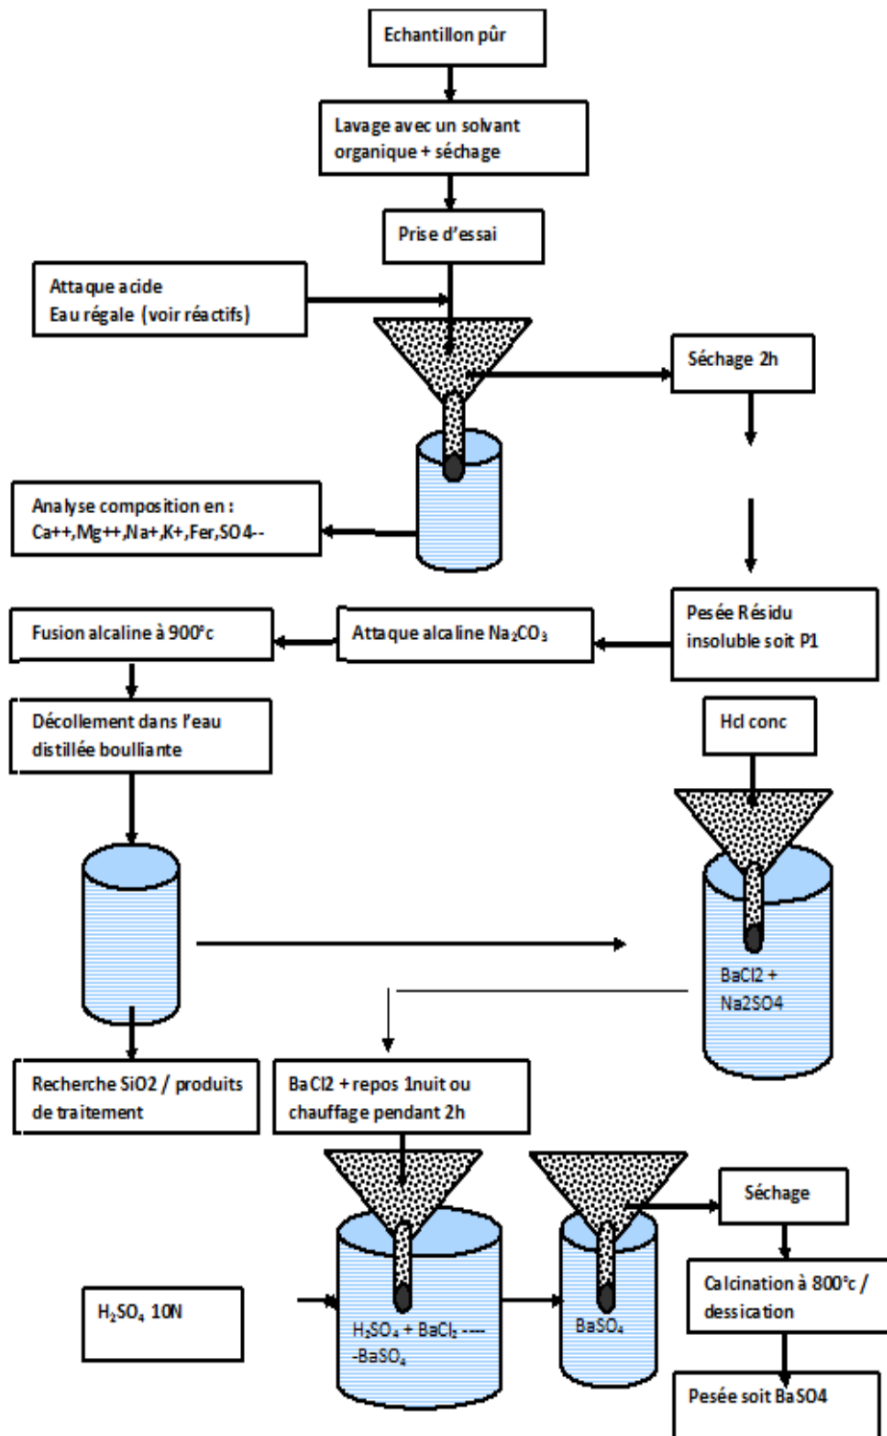 Echantillon pûr
Lavage avec un solvant
organique + séchage
Prise d'essai
Attaque acide
Eau régale (voir réactifs)
Séchage 2h
Analyse composition en :
Ca++,Mg++,Na+,K+,Fer,SO4--
Pesée Résidu
insoluble soit P1
Attaque alcaline Na₂CO₃
Fusion alcaline à 900°c
Décollement dans l'eau
distillée boulliante
Hcl conc
BaCl2 +
Na2SO4
Recherche SiO2 / produits
de traitement
BaCl2 + repos 1nuit ou
chauffage pendant 2h
Séchage
Calcination à 800°c /
dessication
H₂SO₄ 10N
H₂SO₄ + BaCl₂ ----
-BaSO₄
BaSO₄
Pesée soit BaSO4